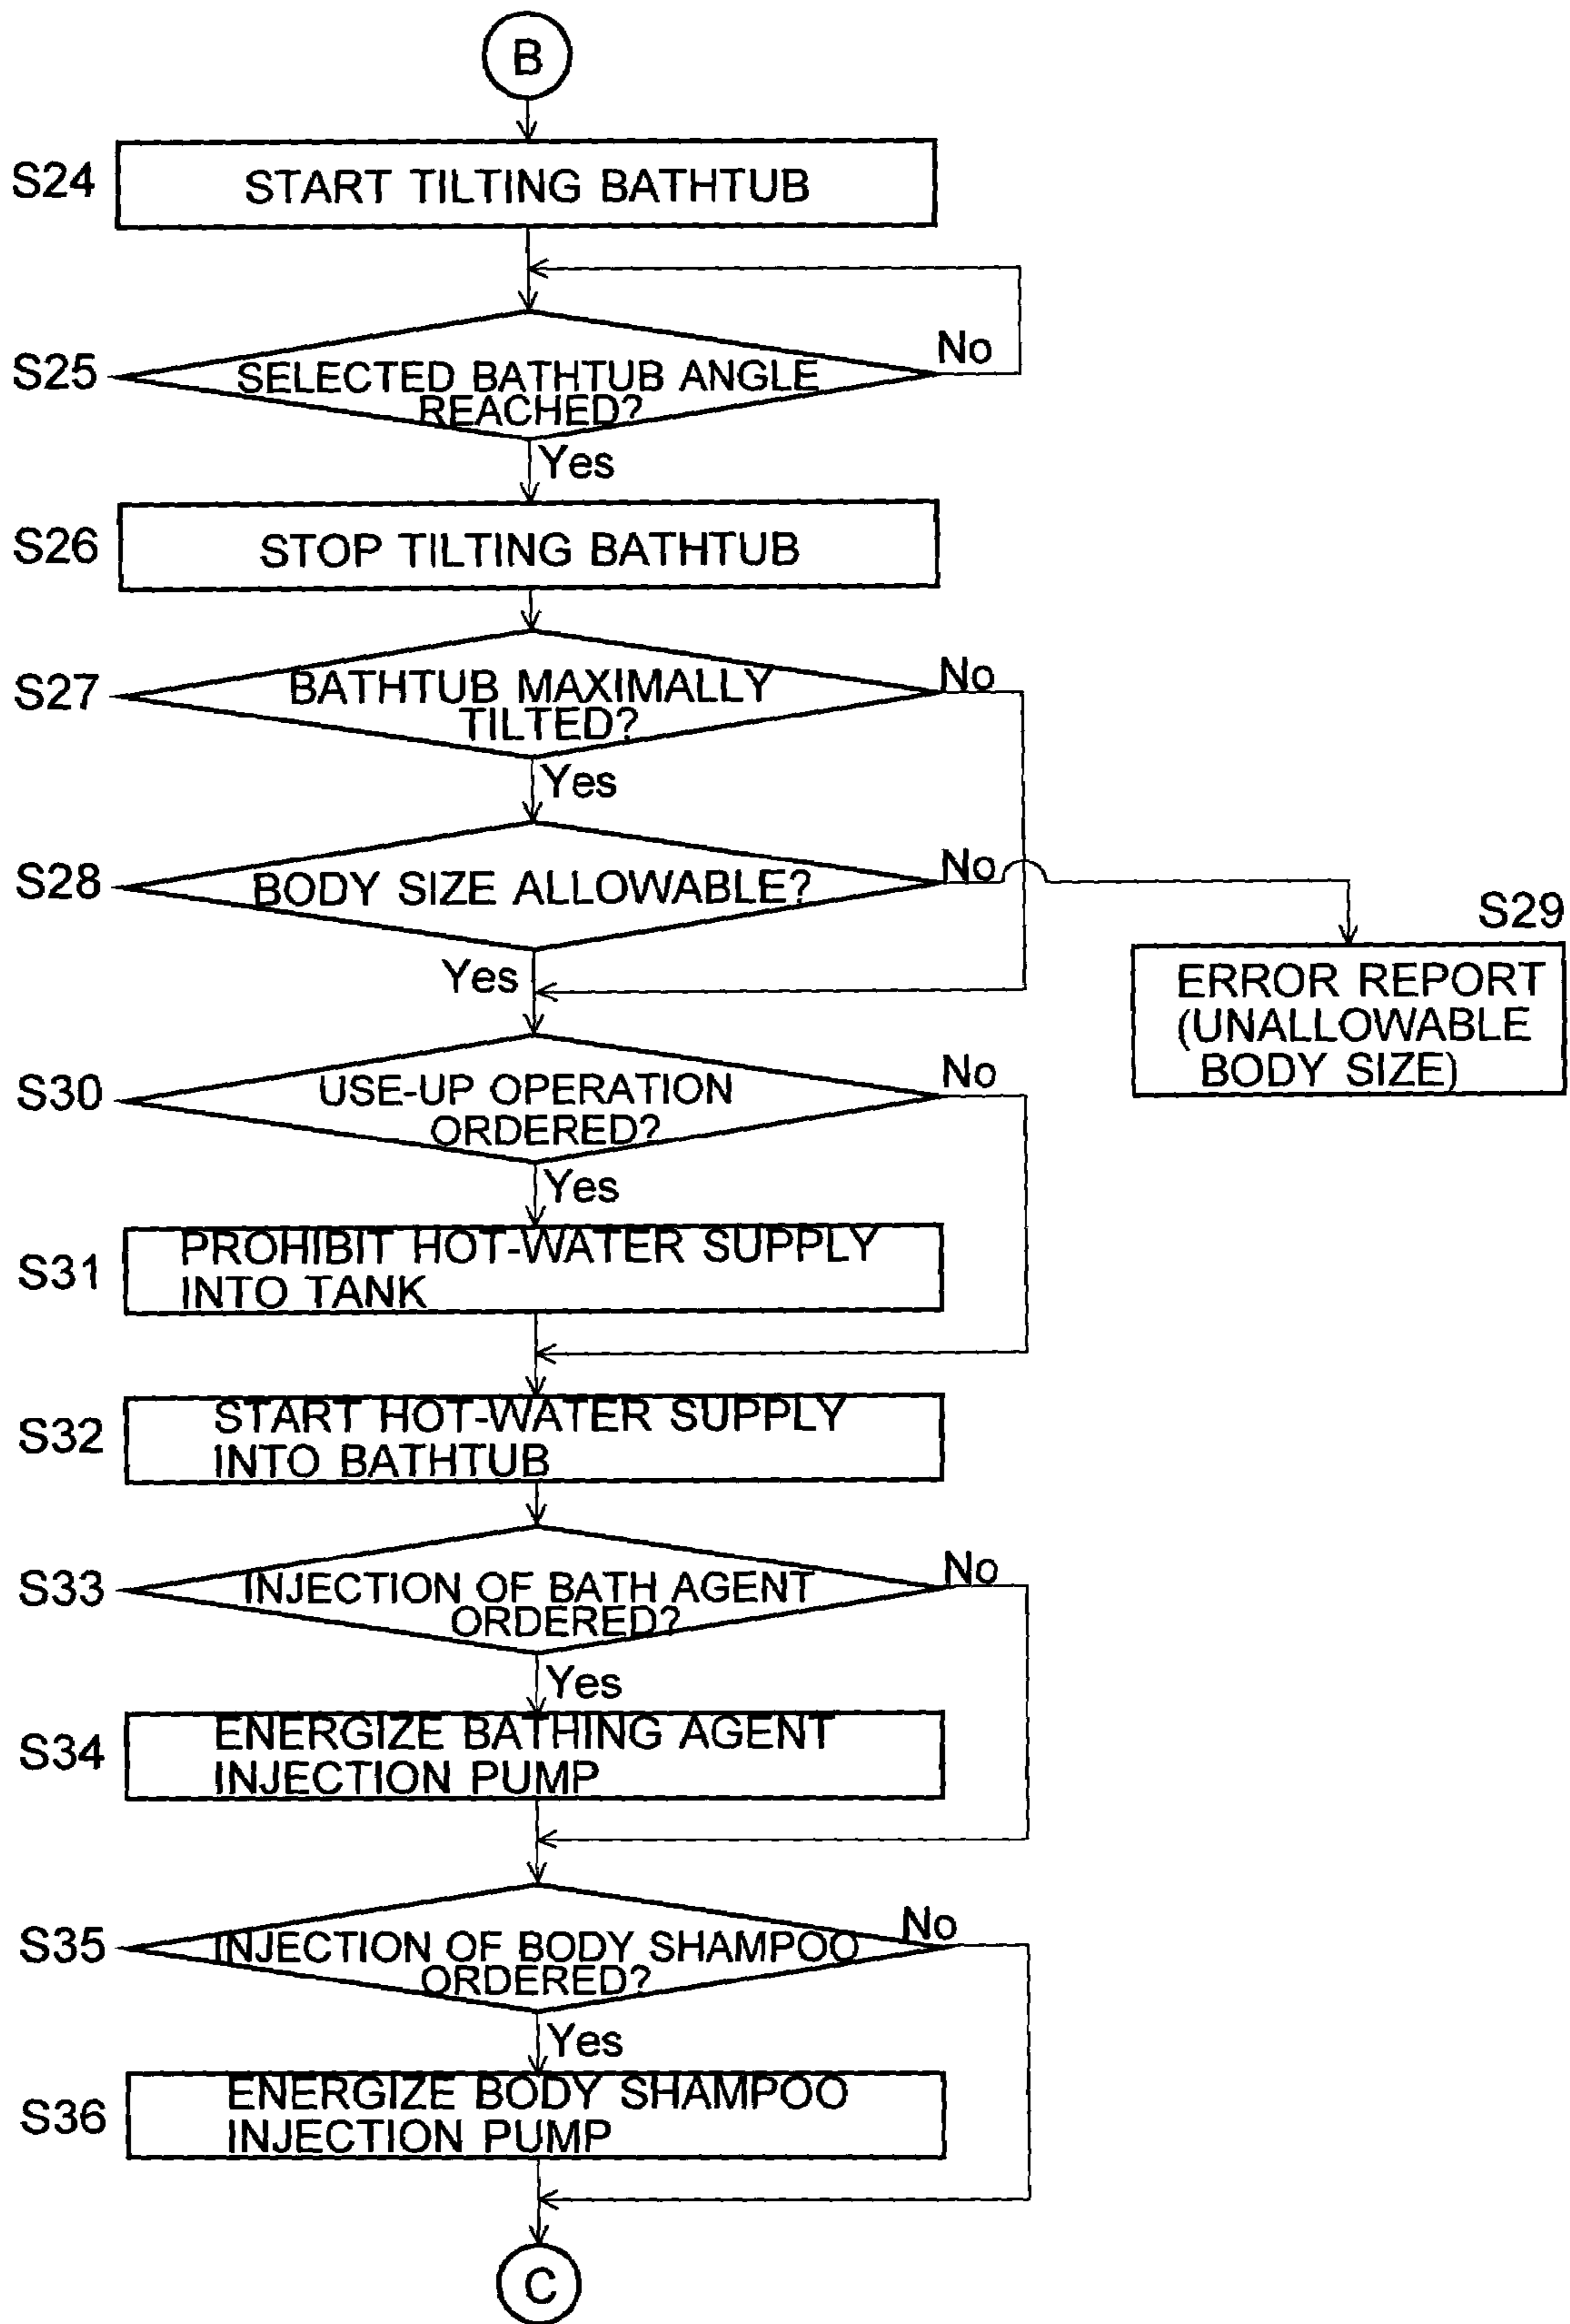 B
S24
START TILTING BATHTUB
No
S25
SELECTED BATHTUB ANGLE
REACHED?
Yes
S26
STOP TILTING BATHTUB
No
S27
BATHTUB MAXIMALLY
TILTED?
Yes
No
S28
BODY SIZE ALLOWABLE?
Yes
S29
ERROR REPORT
(UNALLOWABLE
BODY SIZE)
No
S30
USE-UP OPERATION
ORDERED?
Yes
S31
PROHIBIT HOT-WATER SUPPLY
INTO TANK
S32
START HOT-WATER SUPPLY
INTO BATHTUB
No
S33
INJECTION OF BATH AGENT
ORDERED?
Yes
S34
ENERGIZE BATHING AGENT
INJECTION PUMP
No
S35
INJECTION OF BODY SHAMPOO
ORDERED?
Yes
S36
ENERGIZE BODY SHAMPOO
INJECTION PUMP
C